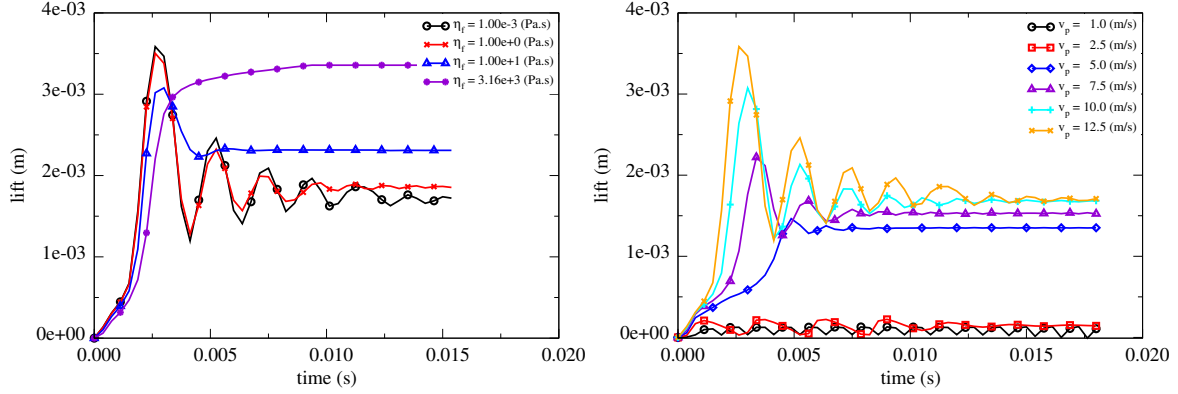 4e-03
3e-03
2e-03
1e-03
0e+00
lift (m)
0.000
0.005
0.010
0.015
0.020
time (s)
η_f = 1.00e-3 (Pa.s)
η_f = 1.00e+0 (Pa.s)
η_f = 1.00e+1 (Pa.s)
η_f = 3.16e+3 (Pa.s)
4e-03
3e-03
2e-03
1e-03
0e+00
lift (m)
0.000
0.005
0.010
0.015
0.020
time (s)
v_p = 1.0 (m/s)
v_p = 2.5 (m/s)
v_p = 5.0 (m/s)
v_p = 7.5 (m/s)
v_p = 10.0 (m/s)
v_p = 12.5 (m/s)